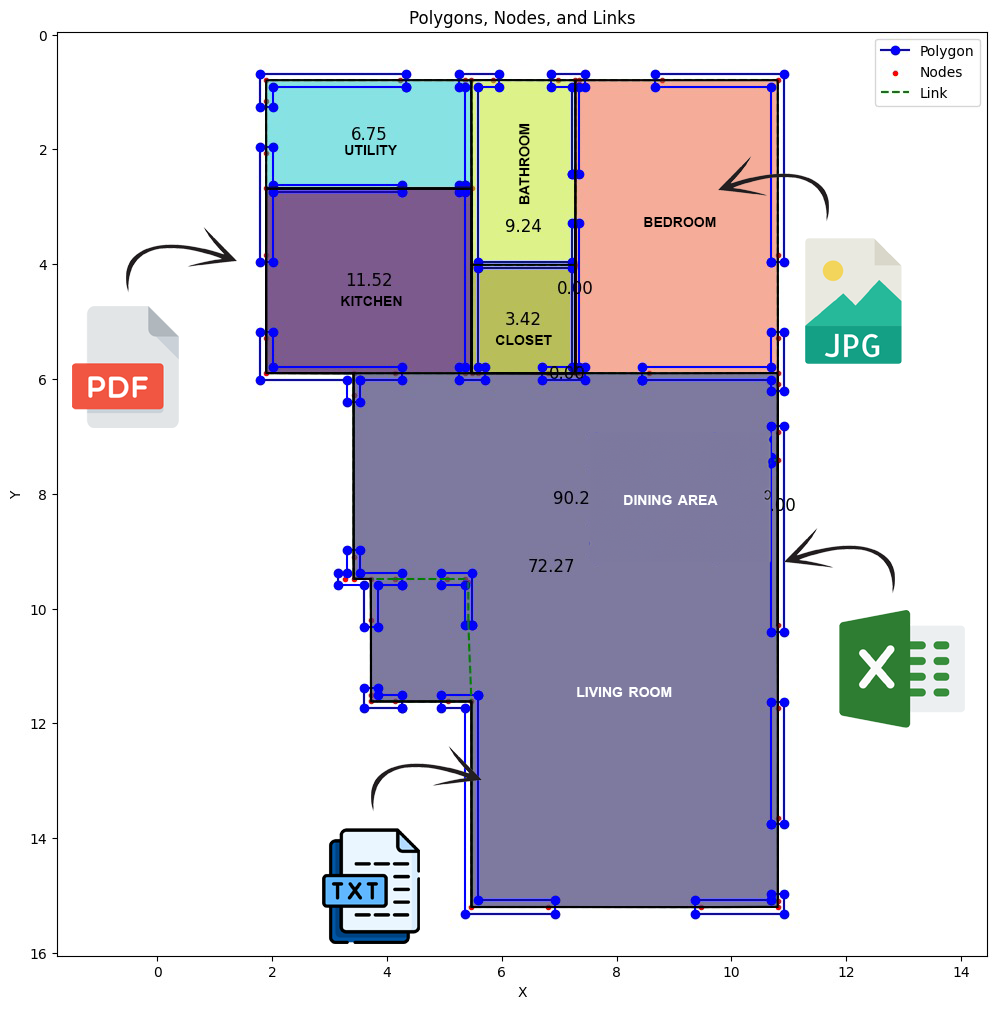 Polygons, Nodes, and Links
Polygon
Nodes
Link
0
2
4
6
8
10
12
14
16
Y
6.75
UTILITY
BATHROOM
9.24
BEDROOM
11.52
KITCHEN
0.00
3.42
CLOSET
0.00
JPG
PDF
90.2
DINING AREA
.00
72.27
X
LIVING ROOM
TXT
0 2 4 6 8 10 12 14
X